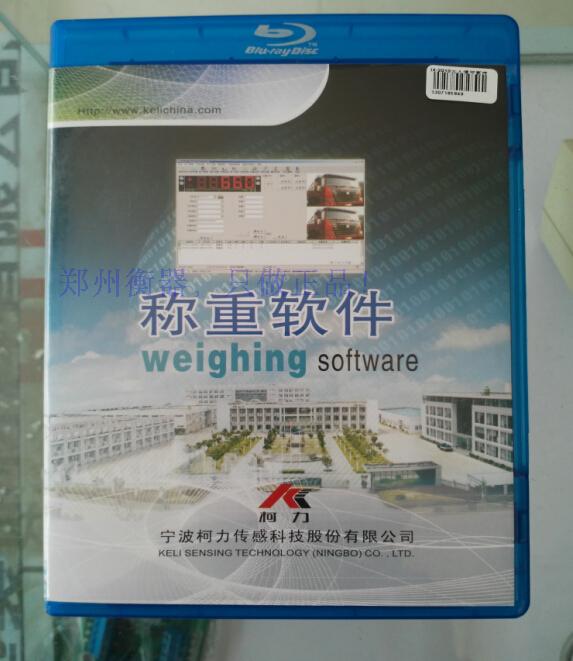 Blu-ray Disc
Http://www.kelichina.com
660
郑州衡器 只做正品！
称重软件
weighing software
柯力
宁波柯力传感科技股份有限公司
KELI SENSING TECHNOLOGY (NINGBO) CO. , LTD.